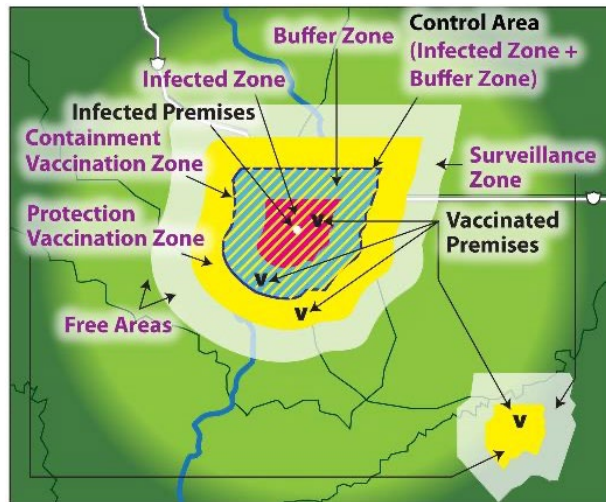 Control Area
(Infected Zone +
Buffer Zone)
Buffer Zone
Infected Zone
Infected Premises
Containment
Vaccination Zone
Surveillance
Zone
Protection
Vaccination Zone
Vaccinated
Premises
Free Areas
V
V
V
V